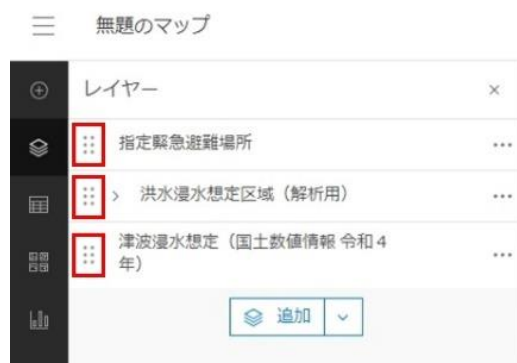 無題のマップ
レイヤー
指定緊急避難場所
洪水浸水想定区域（解析用）
津波浸水想定（国土数値情報 令和4
年）
追加